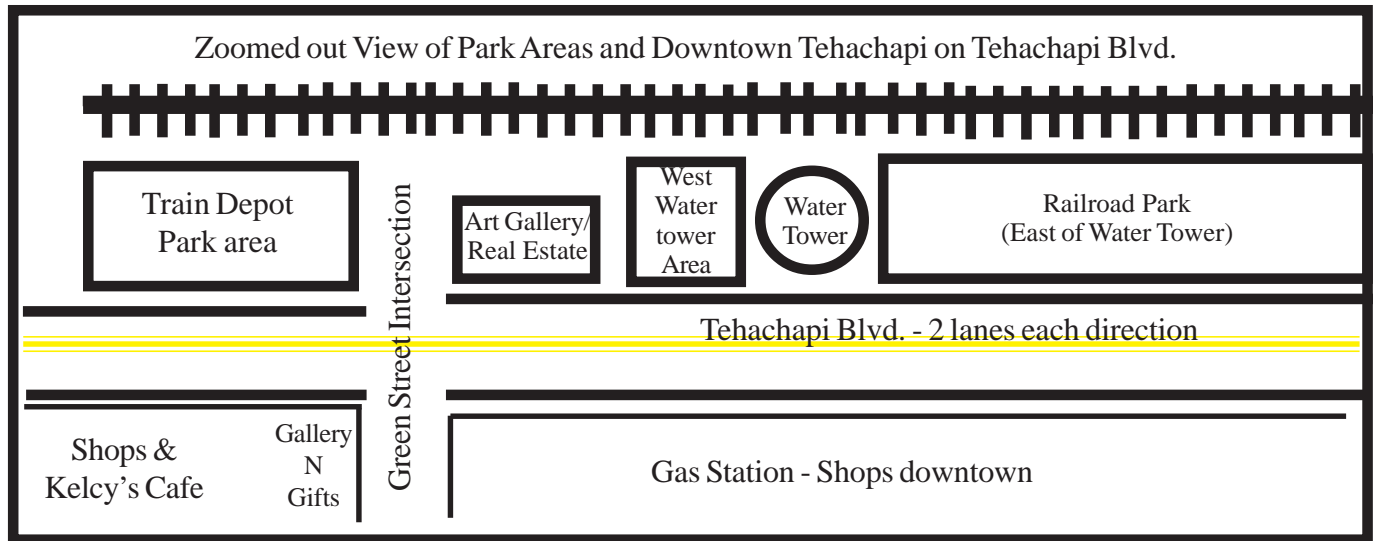 Zoomed out View of Park Areas and Downtown Tehachapi on Tehachapi Blvd.
Train Depot
Park area
Green Street Intersection
Art Gallery/
Real Estate
West
Water
tower
Area
Water
Tower
Railroad Park
(East of Water Tower)
Tehachapi Blvd. - 2 lanes each direction
Shops &
Kelcy’s Cafe
Gallery
N
Gifts
Gas Station - Shops downtown